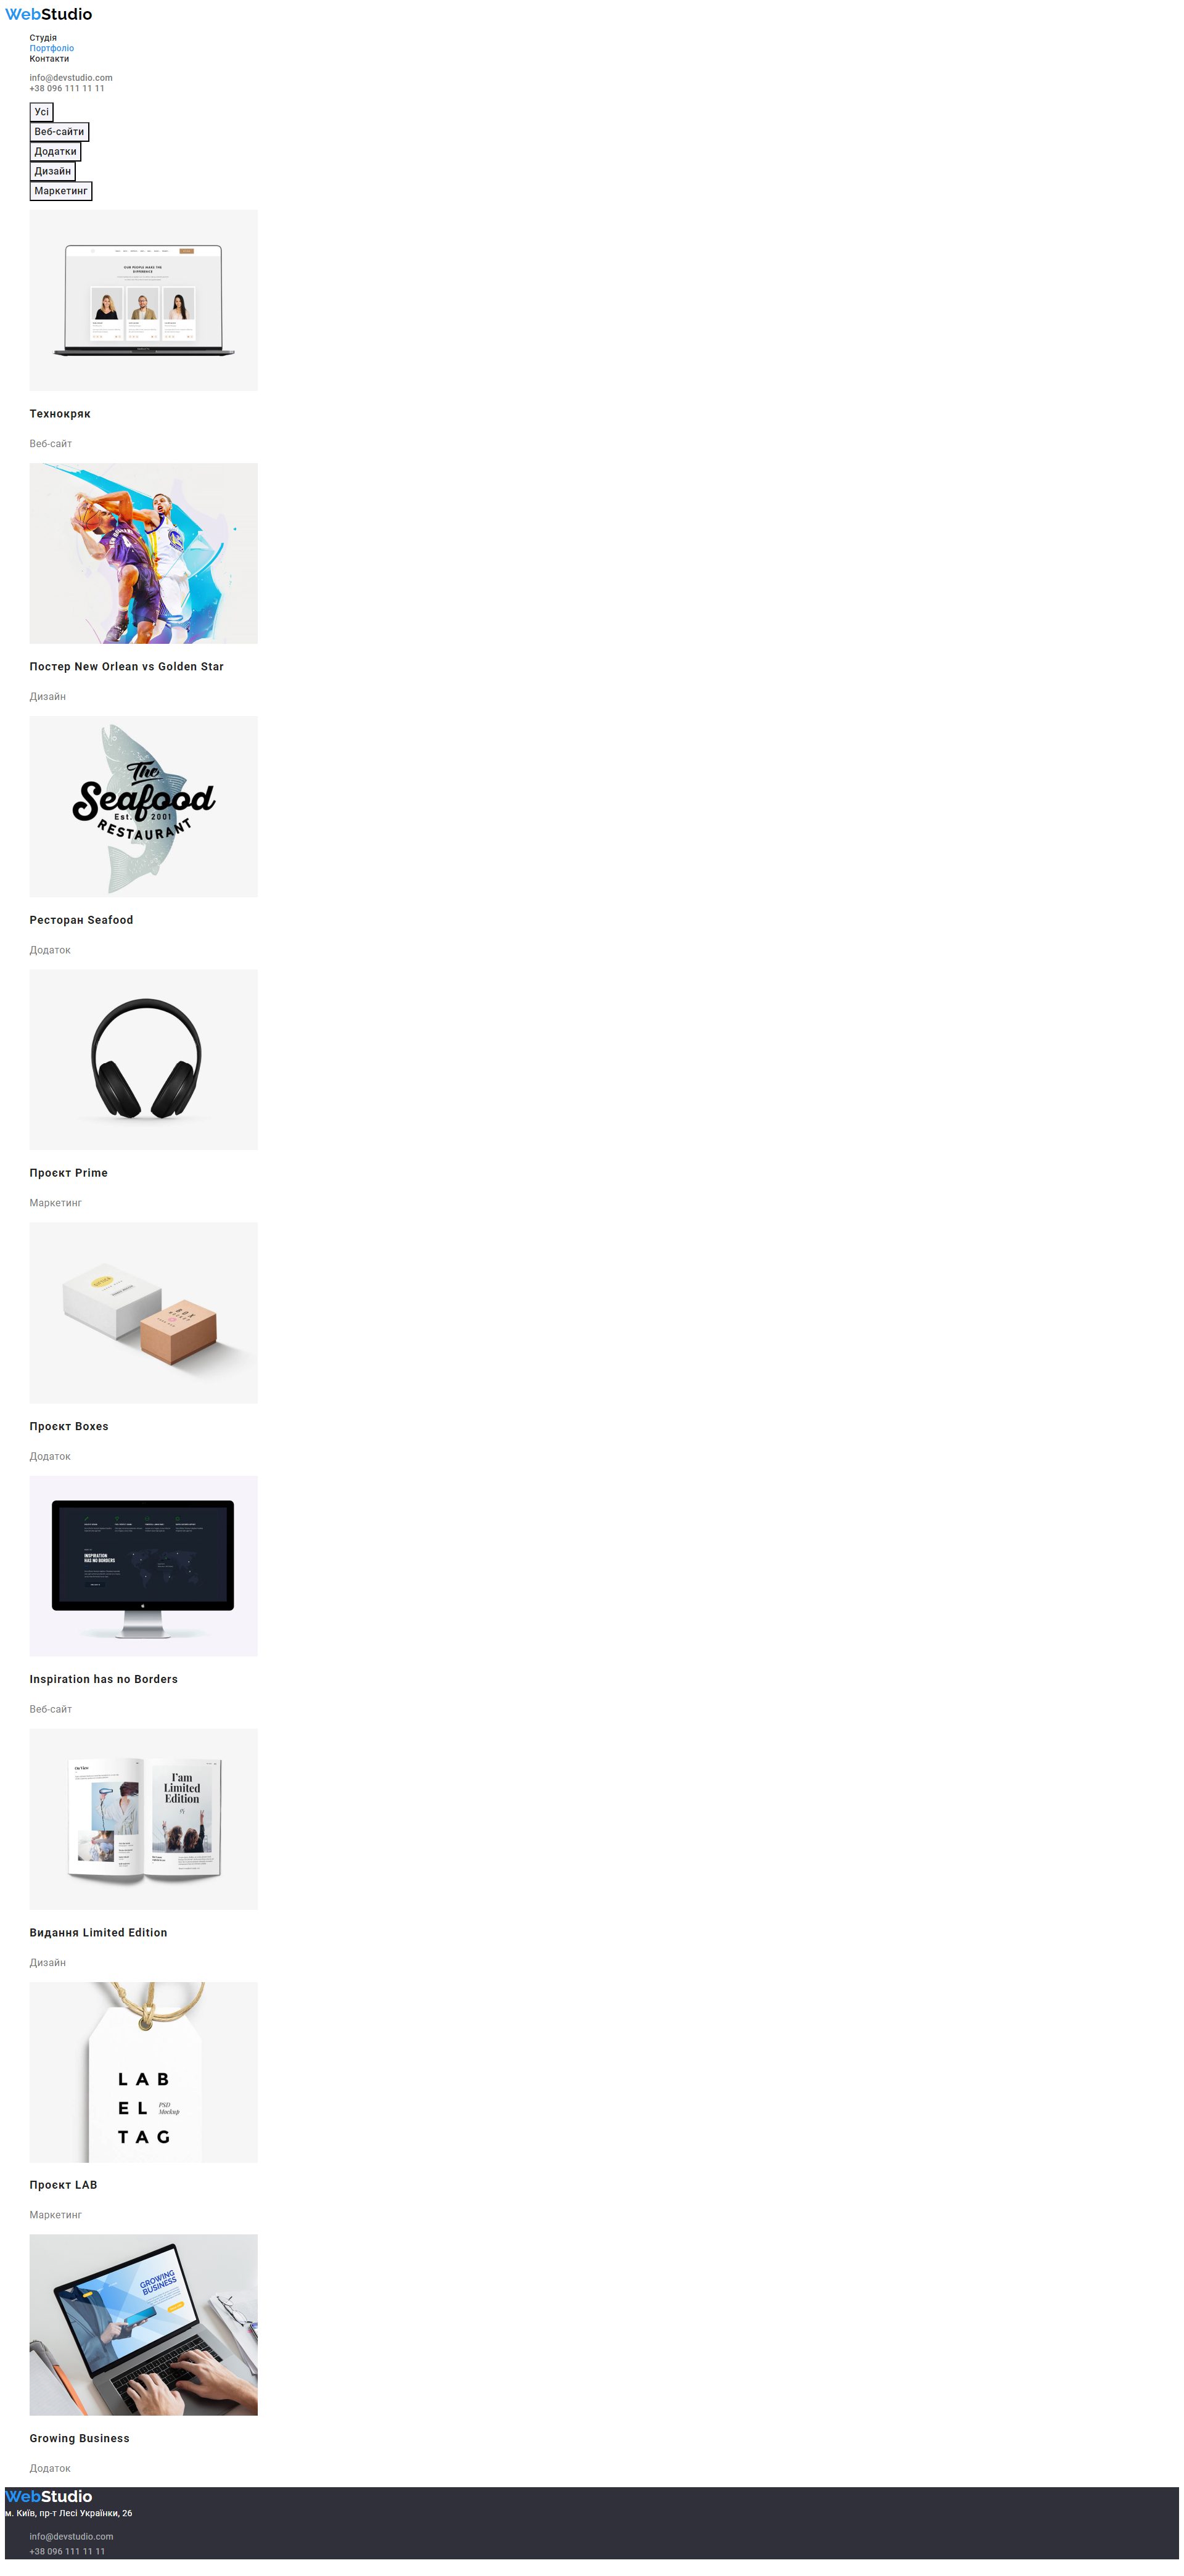 WebStudio
Студія
Портфоліо
Контакти
info@devstudio.com
+38 096 111 11 11
Усі
Веб-сайти
Додатки
Дизайн
Маркетинг
OUR PEOPLE MAKE THE
DIFFERENCE
Технокряк
Веб-сайт
Постер New Orlean vs Golden Star
Дизайн
The
Seafood
Est. 2001
RESTAURANT
Ресторан Seafood
Додаток
Проєкт Prime
Маркетинг
BOX
Проєкт Boxes
Додаток
INSPIRATION
HAS NO BORDERS
Inspiration has no Borders
Веб-сайт
I'am
Limited
Edition
Видання Limited Edition
Дизайн
LAB
EL PSD
Mockup
TAG
Проєкт LAB
Маркетинг
GROWING
BUSINESS
Growing Business
Додаток
WebStudio
м. Київ, пр-т Лесі Українки, 26
info@devstudio.com
+38 096 111 11 11